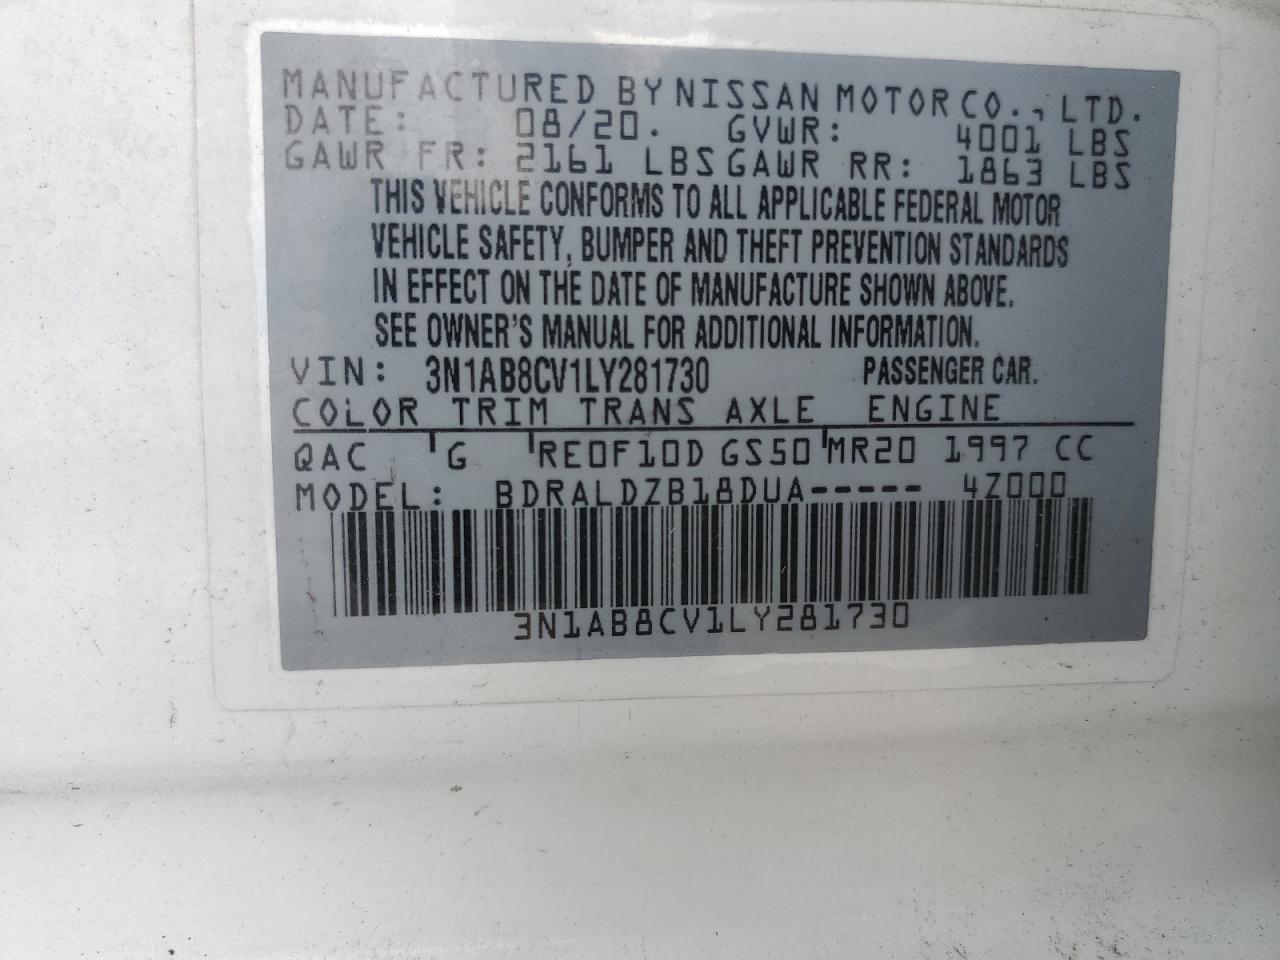 MANUFACTURED BY NISSAN MOTOR CO., LTD.
DATE: 08/20. GVWR: 4001 LBS
GAWR FR: 2161 LBS GAWR RR: 1863 LBS
THIS VEHICLE CONFORMS TO ALL APPLICABLE FEDERAL MOTOR
VEHICLE SAFETY, BUMPER AND THEFT PREVENTION STANDARDS
IN EFFECT ON THE DATE OF MANUFACTURE SHOWN ABOVE.
SEE OWNER'S MANUAL FOR ADDITIONAL INFORMATION.
VIN: 3N1AB8CV1LY281730 PASSENGER CAR.
COLOR TRIM TRANS AXLE ENGINE
QAC G RE0F10D GS50 MR20 1997 CC
MODEL: BDRALDZB18DUA----- 4Z000
3N1AB8CV1LY281730